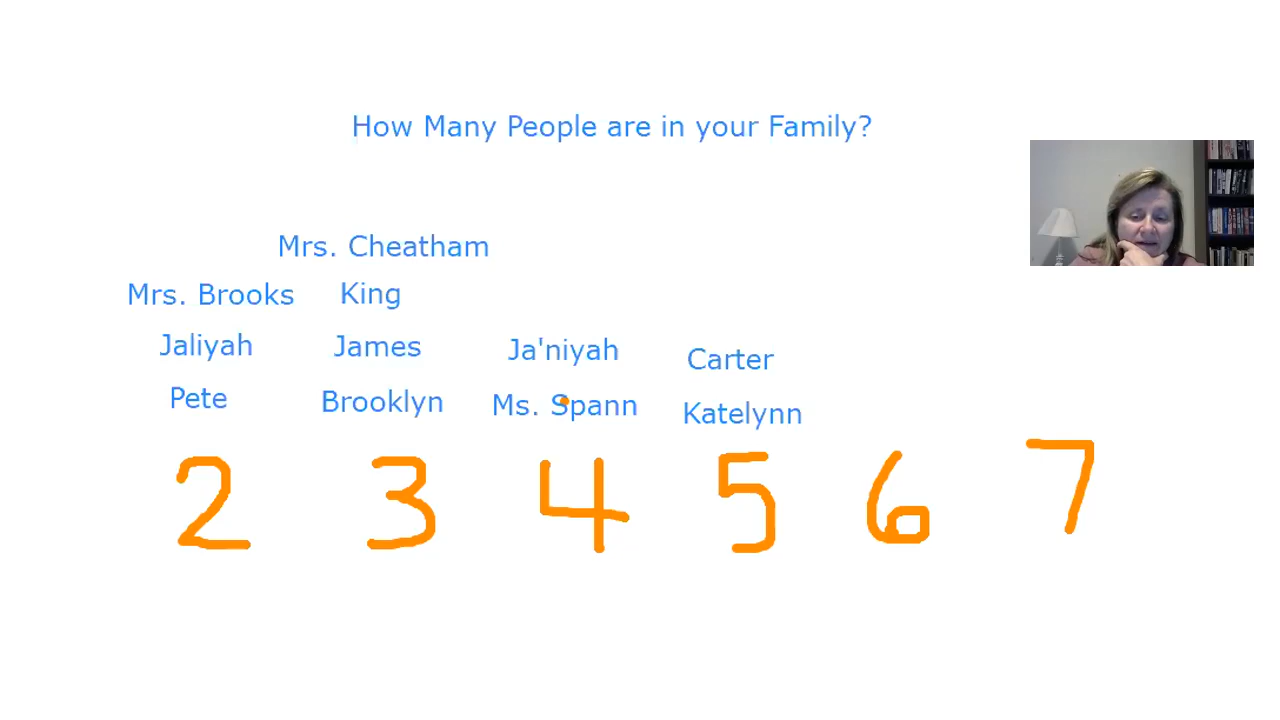 How Many People are in your Family?
Mrs. Cheatham
Mrs. Brooks King
Jaliyah James Ja'niyah Carter
Pete Brooklyn Ms. Spann Katelynn
2 3 4 5 6 7